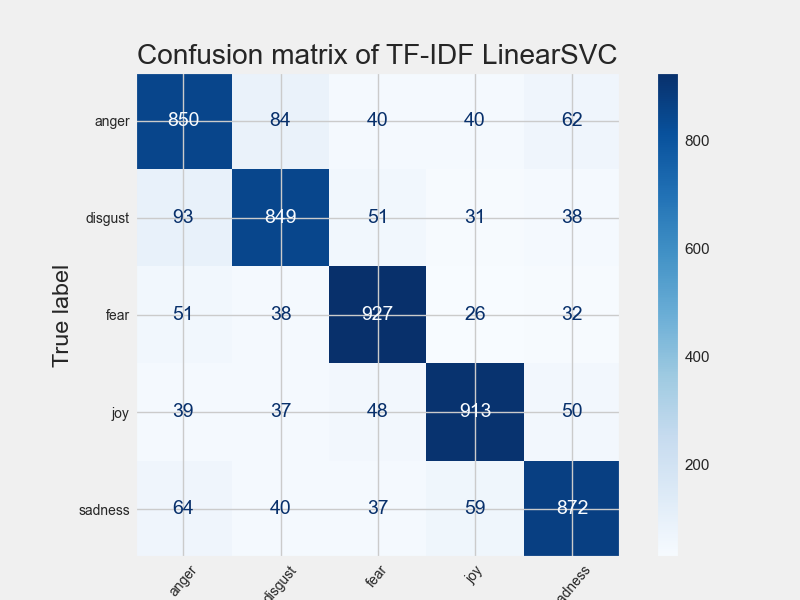 Confusion matrix of TF-IDF LinearSVC
True label
anger 850 84 40 40 62
disgust 93 849 51 31 38
fear 51 38 927 26 32
joy 39 37 48 913 50
sadness 64 40 37 59 872
anger disgust fear joy adness
800
600
400
200